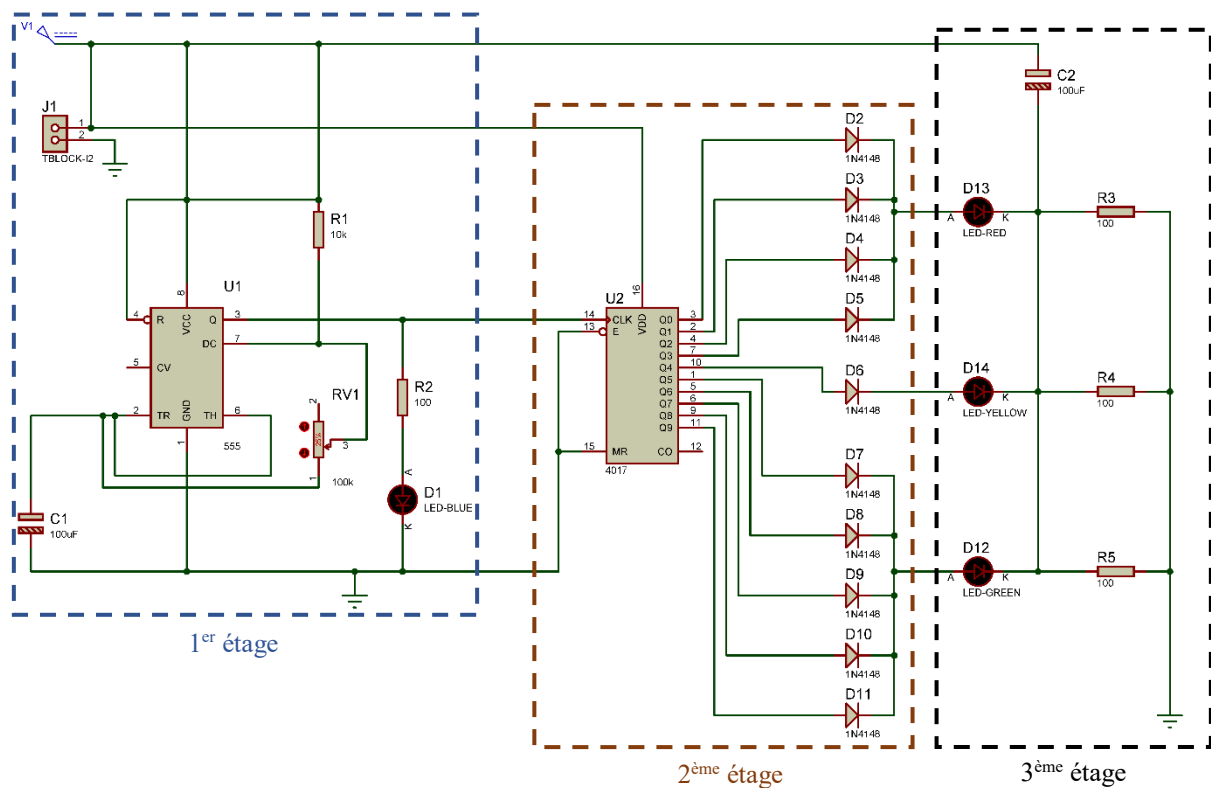 V1
J1
1
2
TBLOCK-I2
R1
10k
U1
8
4
R
VCC
Q
3
DC
7
5
CV
2
TR
GND
TH
6
1
555
RV1
2
25%
3
1
100k
R2
100
A
D1
LED-BLUE
K
C1
100uF
1er étage
U2
16
14
CLK
VDD
13
E
15
MR
Q0
3
Q1
2
Q2
4
Q3
7
Q4
10
Q5
1
Q6
5
Q7
6
Q8
9
Q9
11
CO
12
4017
D2
1N4148
D3
1N4148
D4
1N4148
D5
1N4148
D6
1N4148
D7
1N4148
D8
1N4148
D9
1N4148
D10
1N4148
D11
1N4148
2ème étage
C2
100uF
D13
A
K
LED-RED
R3
100
D14
A
K
LED-YELLOW
R4
100
D12
A
K
LED-GREEN
R5
100
3ème étage